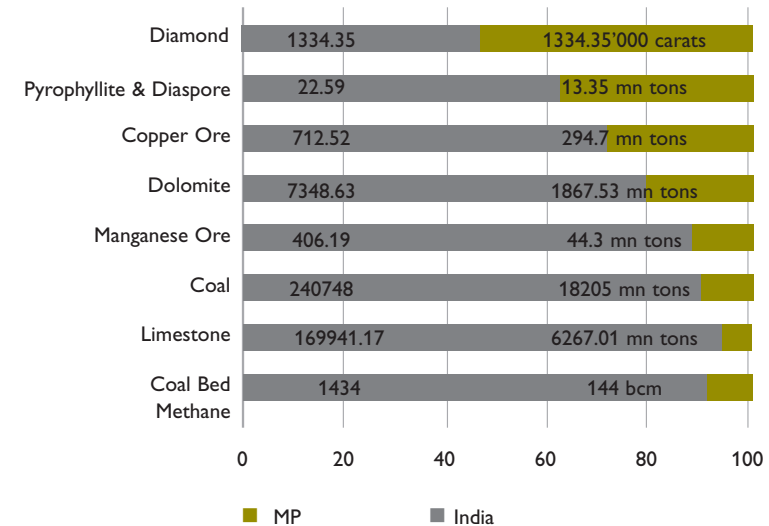 Diamond 1334.35 1334.35'000 carats
Pyrophyllite & Diaspore 22.59 13.35 mn tons
Copper Ore 712.52 294.7 mn tons
Dolomite 7348.63 1867.53 mn tons
Manganese Ore 406.19 44.3 mn tons
Coal 240748 18205 mn tons
Limestone 169941.17 6267.01 mn tons
Coal Bed 1434 144 bcm
Methane
0 20 40 60 80 100
MP India